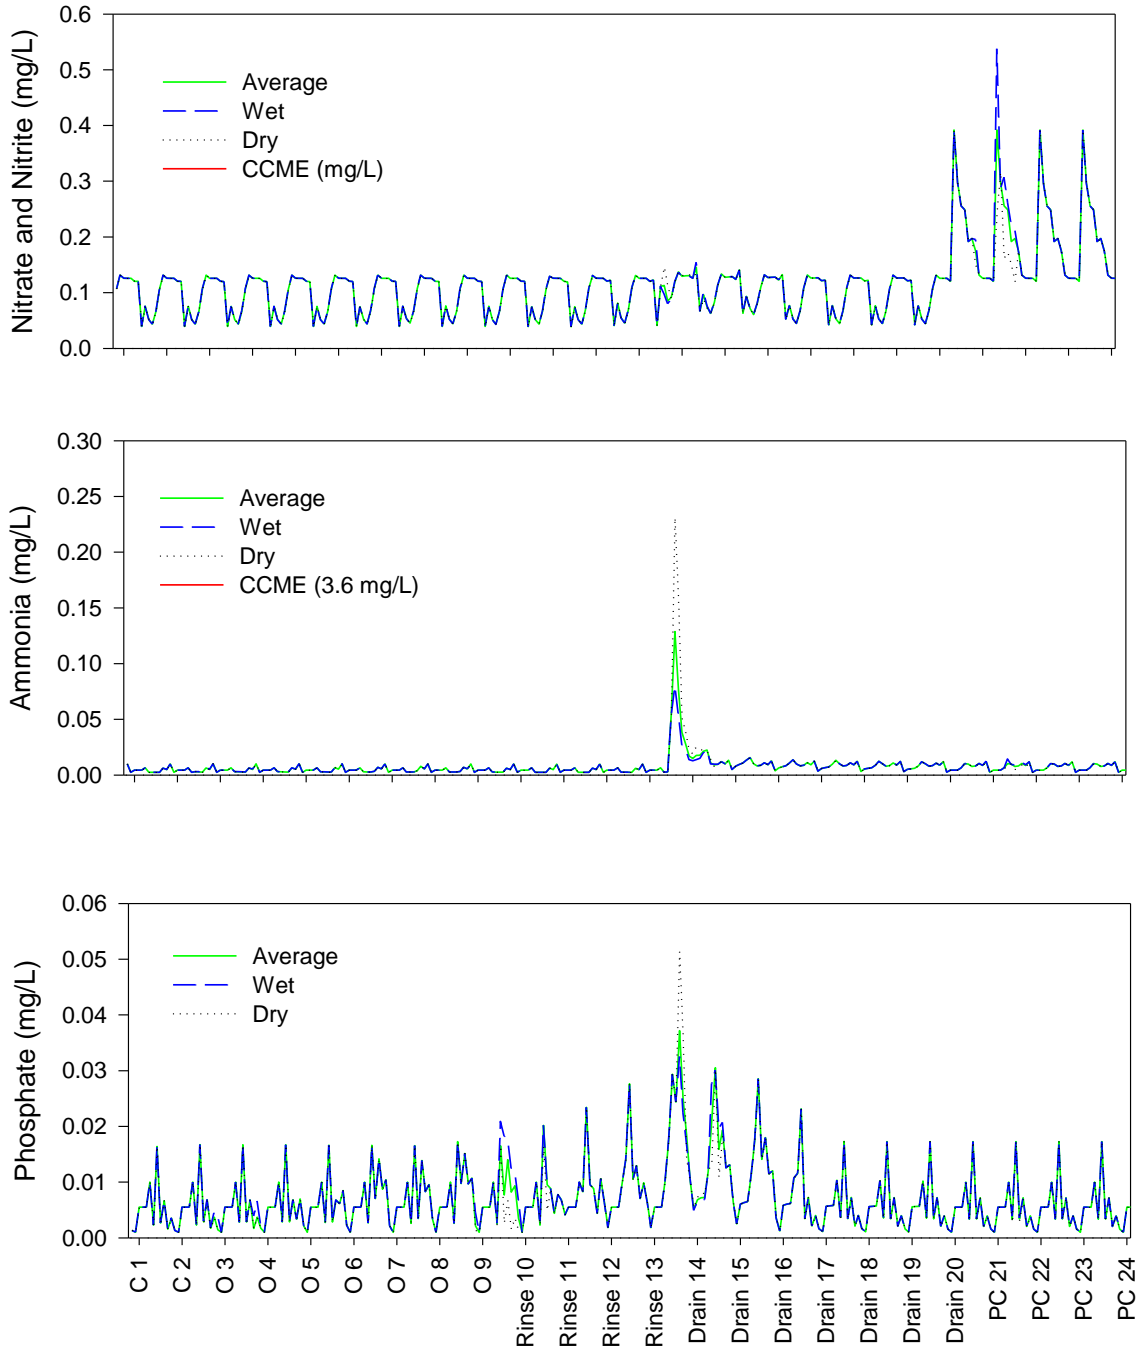 Nitrate and Nitrite (mg/L)
0.6
0.5
0.4
0.3
0.2
0.1
0.0
Average
Wet
Dry
CCME (mg/L)
Ammonia (mg/L)
0.30
0.25
0.20
0.15
0.10
0.05
0.00
Average
Wet
Dry
CCME (3.6 mg/L)
Phosphate (mg/L)
0.06
0.05
0.04
0.03
0.02
0.01
0.00
Average
Wet
Dry
C 1
C 2
O 3
O 4
O 5
O 6
O 7
O 8
O 9
Rinse 10
Rinse 11
Rinse 12
Rinse 13
Drain 14
Drain 15
Drain 16
Drain 17
Drain 18
Drain 19
Drain 20
PC 21
PC 22
PC 23
PC 24